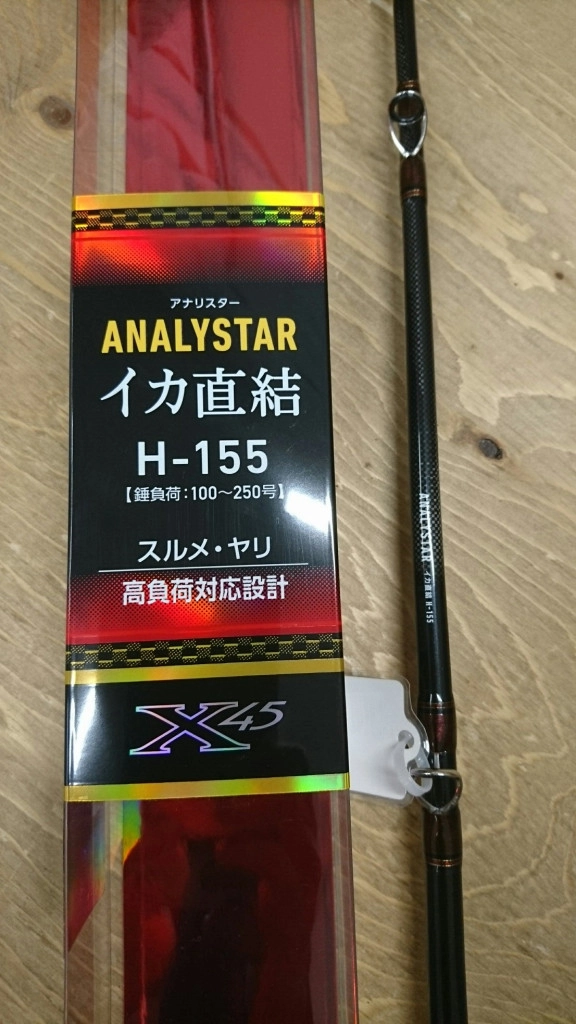 アナリスター
ANALYSTAR
イカ直結
H-155
【錘負荷:100〜250号】
スルメ・ヤリ
高負荷対応設計
X45
ANALYSTAR イカ直結 H-155